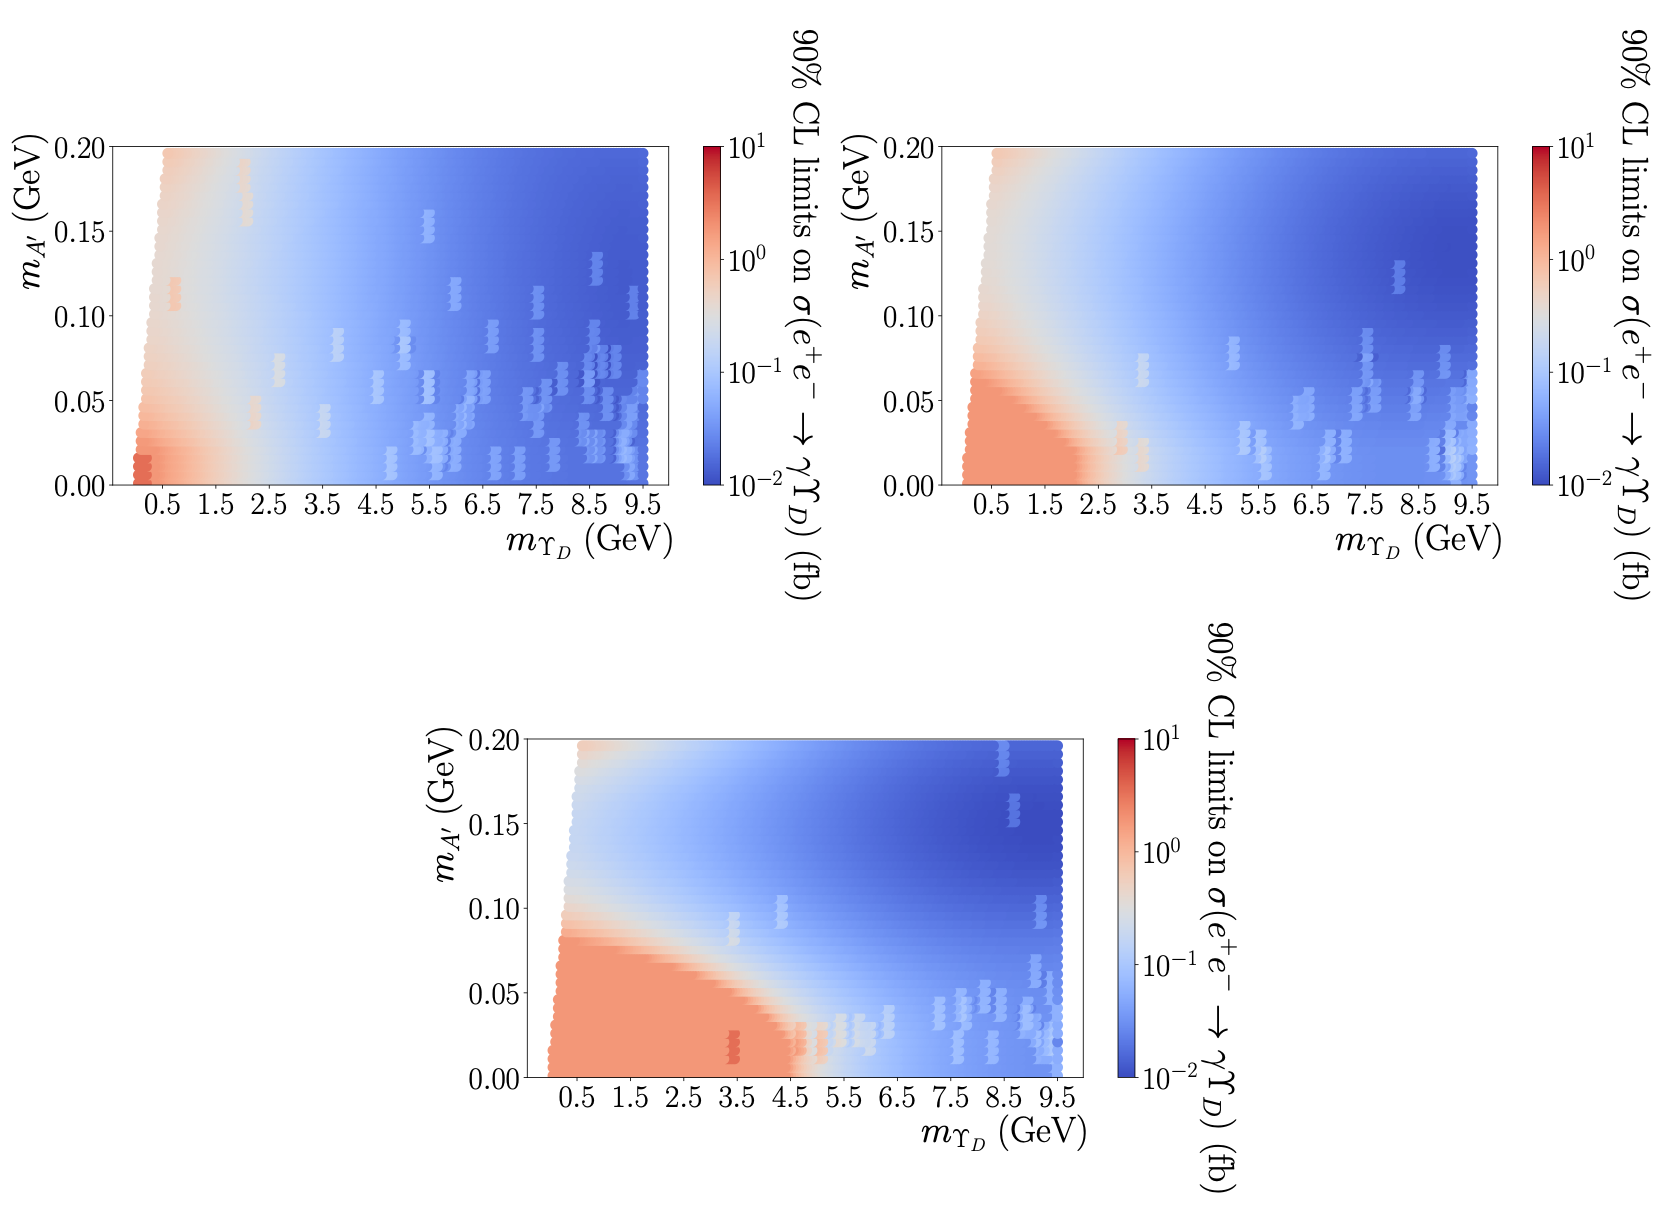 0.20
0.15
0.10
0.05
0.00
m_{A′} (GeV)
0.5 1.5 2.5 3.5 4.5 5.5 6.5 7.5 8.5 9.5
m_{Υ_D} (GeV)
10^1
10^0
10^{−1}
10^{−2}
90% CL limits on σ(e^+e^− → γΥ_D) (fb)
0.20
0.15
0.10
0.05
0.00
m_{A′} (GeV)
0.5 1.5 2.5 3.5 4.5 5.5 6.5 7.5 8.5 9.5
m_{Υ_D} (GeV)
10^1
10^0
10^{−1}
10^{−2}
90% CL limits on σ(e^+e^− → γΥ_D) (fb)
0.20
0.15
0.10
0.05
0.00
m_{A′} (GeV)
0.5 1.5 2.5 3.5 4.5 5.5 6.5 7.5 8.5 9.5
m_{Υ_D} (GeV)
10^1
10^0
10^{−1}
10^{−2}
90% CL limits on σ(e^+e^− → γΥ_D) (fb)